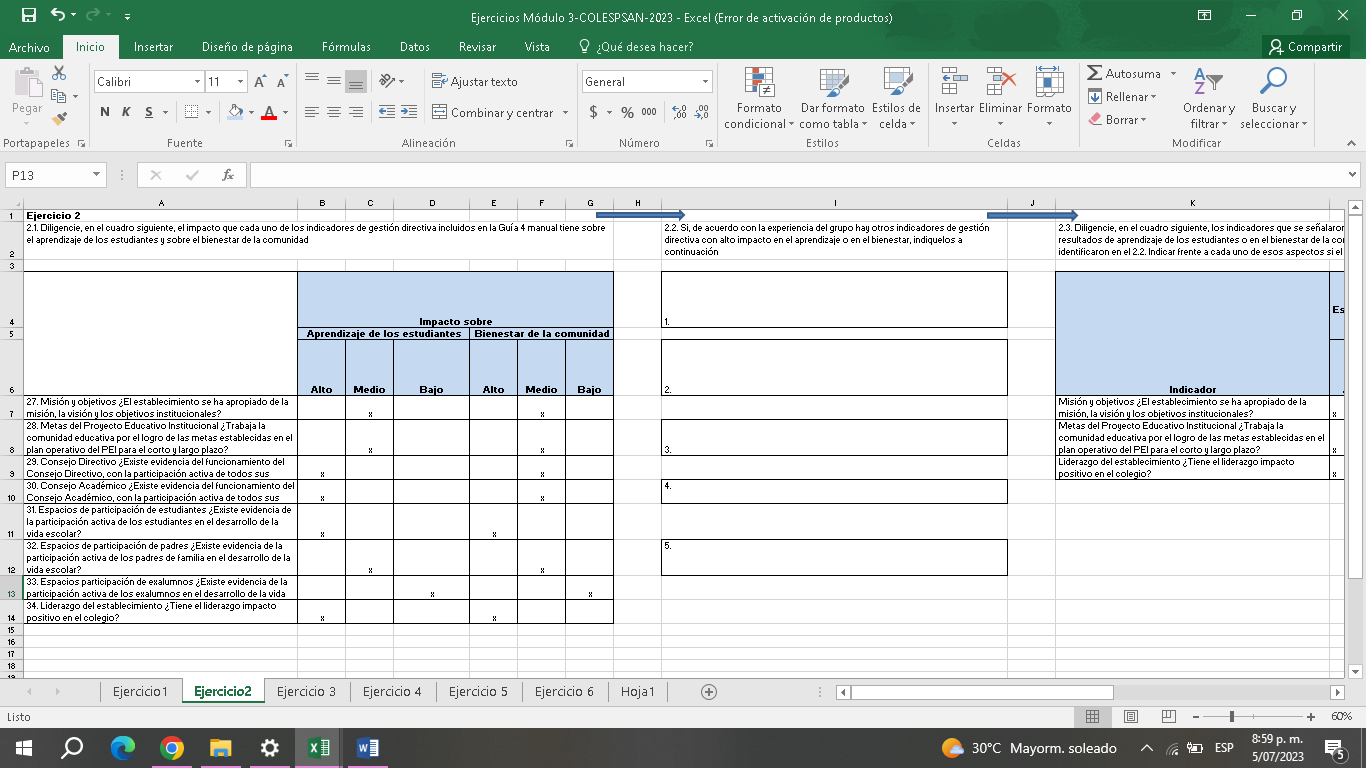 Ejercicios Módulo 3-COLESPSAN-2023 - Excel (Error de activación de productos)
Archivo Inicio Insertar Diseño de página Fórmulas Datos Revisar Vista ¿Qué desea hacer? Compartir
Pegar
Calibri 11
N K S
Ajustar texto
Combinar y centrar
General
$ % 000
Formato condicional
Dar formato como tabla
Estilos de celda
Insertar Eliminar Formato
Autosuma
Rellenar
Borrar
Ordenar y filtrar
Buscar y seleccionar
Portapapeles Fuente Alineación Número Estilos Celdas Modificar
P13 fx
A B C D E F G H I J K
1 Ejercicio 2
2.1. Diligencie, en el cuadro siguiente, el impacto que cada uno de los indicadores de gestión directiva incluidos en la Guía 4 manual tiene sobre
2 el aprendizaje de los estudiantes y sobre el bienestar de la comunidad
2.2. Si, de acuerdo con la experiencia del grupo hay otros indicadores de gestión
directiva con alto impacto en el aprendizaje o en el bienestar, indíquelos a
continuación
2.3. Diligencie, en el cuadro siguiente, los indicadores que se señalaron
resultados de aprendizaje de los estudiantes o en el bienestar de la
identificaron en el 2.2. Indicar frente a cada uno de esos aspectos si el
3
4 Impacto sobre
5 Aprendizaje de los estudiantes Bienestar de la comunidad
6 Alto Medio Bajo Alto Medio Bajo
27. Misión y objetivos ¿El establecimiento se ha apropiado de la
7 misión, la visión y los objetivos institucionales? x x
28. Metas del Proyecto Educativo Institucional ¿Trabaja la
comunidad educativa por el logro de las metas establecidas en el
8 plan operativo del PEI para el corto y largo plazo? x x
29. Consejo Directivo ¿Existe evidencia del funcionamiento del
9 Consejo Directivo, con la participación activa de todos sus x x
30. Consejo Académico ¿Existe evidencia del funcionamiento del
10 Consejo Académico, con la participación activa de todos sus x x
31. Espacios de participación de estudiantes ¿Existe evidencia de
la participación activa de los estudiantes en el desarrollo de la
11 vida escolar? x x
32. Espacios de participación de padres ¿Existe evidencia de la
participación activa de los padres de familia en el desarrollo de la
12 vida escolar? x x
33. Espacios participación de exalumnos ¿Existe evidencia de la
13 participación activa de los exalumnos en el desarrollo de la vida x x
34. Liderazgo del establecimiento ¿Tiene el liderazgo impacto
14 positivo en el colegio? x x
15
16
17
18
1.
2.
3.
4.
5.
Es
Indicador
Misión y objetivos ¿El establecimiento se ha apropiado de la
misión, la visión y los objetivos institucionales? x
Metas del Proyecto Educativo Institucional ¿Trabaja la
comunidad educativa por el logro de las metas establecidas en el
plan operativo del PEI para el corto y largo plazo? x
Liderazgo del establecimiento ¿Tiene el liderazgo impacto
positivo en el colegio? x
Ejercicio1 Ejercicio2 Ejercicio 3 Ejercicio 4 Ejercicio 5 Ejercicio 6 Hoja1
Listo 60%
30°C Mayorm. soleado ESP 8:59 p. m.
5/07/2023 5